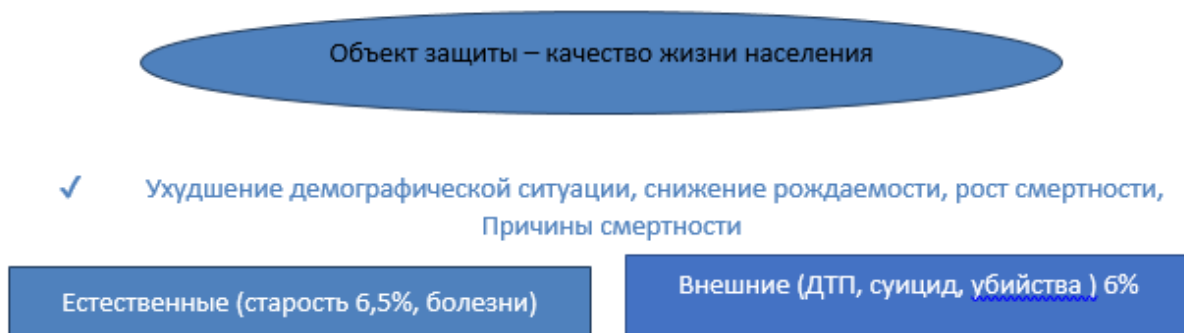 Объект защиты – качество жизни населения
✓ Ухудшение демографической ситуации, снижение рождаемости, рост смертности,
Причины смертности
Естественные (старость 6,5%, болезни)
Внешние (ДТП, суицид, убийства ) 6%